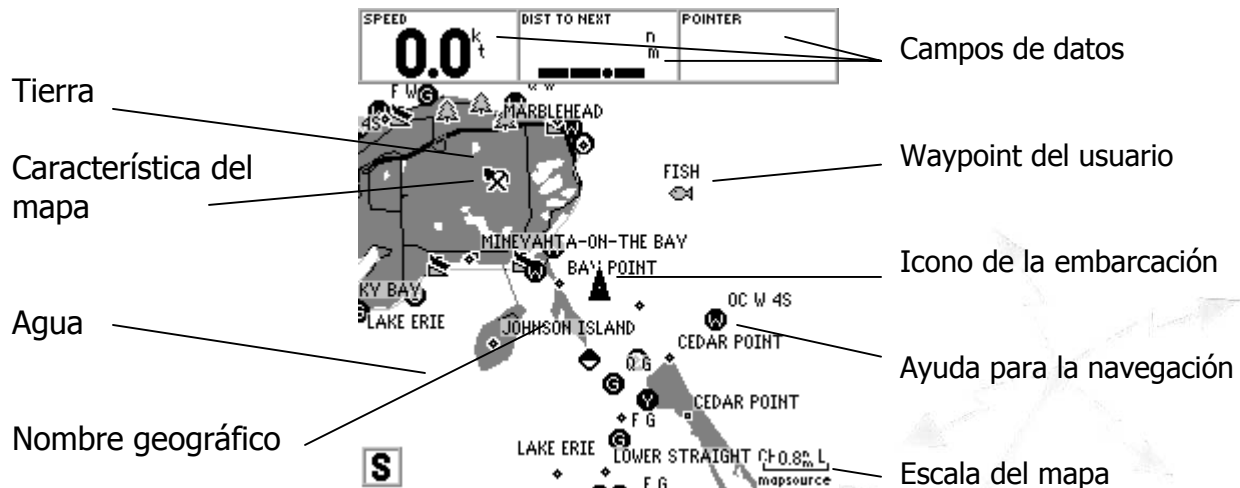 SPEED
DIST TO NEXT
POINTER
0.0 kt
nm
Campos de datos
Tierra
Característica del
mapa
Waypoint del usuario
Icono de la embarcación
Agua
Ayuda para la navegación
Nombre geográfico
Escala del mapa
F W
G
MARBLEHEAD
W
4S
FISH
MINEYAHTA-ON-THE BAY
W
BAY POINT
KY BAY
LAKE ERIE
OC W 4S
W
JOHNSON ISLAND
CEDAR POINT
Q G
G
Y
CEDAR POINT
F G
LAKE ERIE
G
LOWER STRAIGHT
L
0.8
S
mapsource
F G